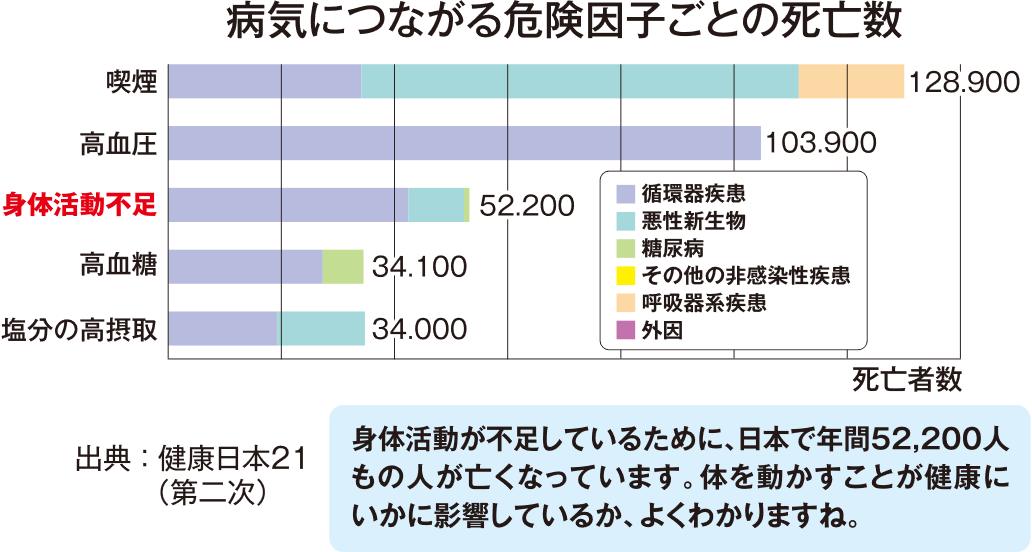 病気につながる危険因子ごとの死亡数
喫煙
128.900
高血圧
103.900
身体活動不足
52.200
高血糖
34.100
塩分の高摂取
34.000
循環器疾患
悪性新生物
糖尿病
その他の非感染性疾患
呼吸器系疾患
外因
死亡者数
出典：健康日本21
（第二次）
身体活動が不足しているために、日本で年間52,200人
もの人が亡くなっています。体を動かすことが健康に
いかに影響しているか、よくわかりますね。